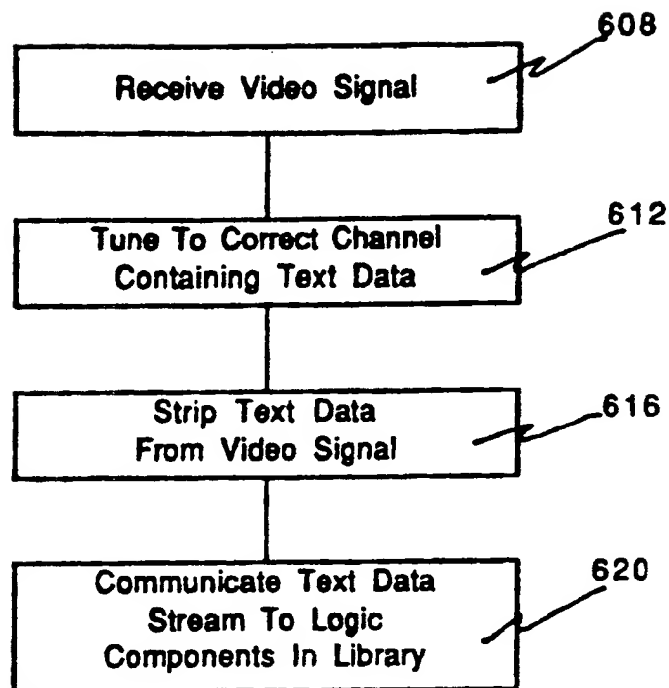 608
Receive Video Signal
612
Tune To Correct Channel
Containing Text Data
616
Strip Text Data
From Video Signal
620
Communicate Text Data
Stream To Logic
Components In Library